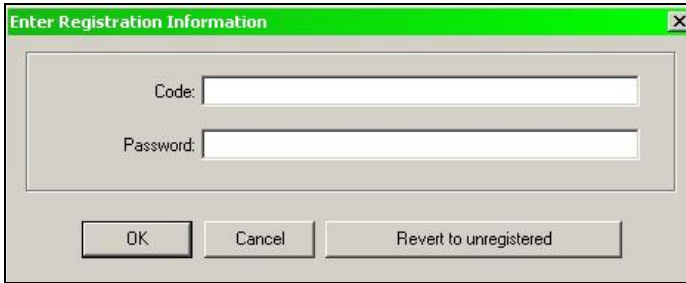 Enter Registration Information
Code:
Password:
OK Cancel Revert to unregistered